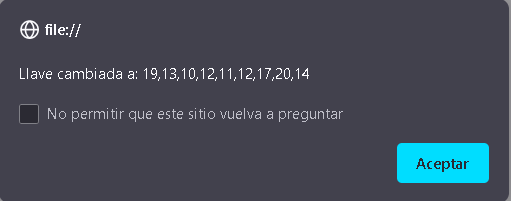 file://
Llave cambiada a: 19,13,10,12,11,12,17,20,14
No permitir que este sitio vuelva a preguntar
Aceptar